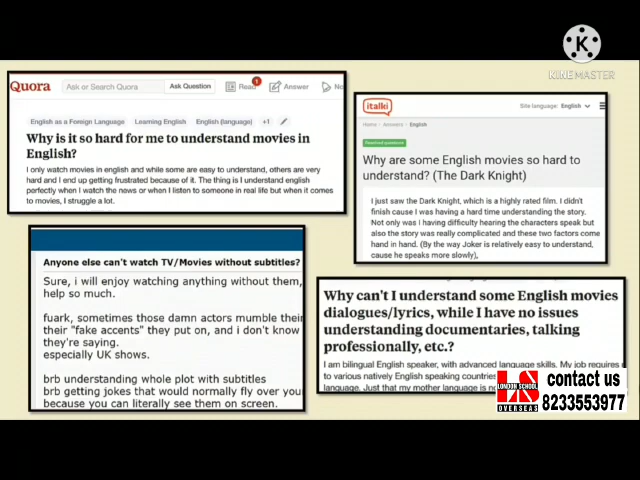 K
KINEMASTER
Quora
Ask or Search Quora
Ask Question
Read
1
Answer
No
English as a Foreign Language
Learning English
English (language)
+1
Why is it so hard for me to understand movies in
English?
I only watch movies in english and while some are easy to understand, others are very
hard and I end up getting frustrated because of it. The thing is I understand english
perfectly when I watch the news or when I listen to someone in real life but when it comes
to movies, I struggle a lot.
italki
Site language: English
Home Answers English
Resolved questions
Why are some English movies so hard to
understand? (The Dark Knight)
I just saw the Dark Knight, which is a highly rated film. I didn't
finish cause I was having a hard time understanding the story.
Not only was I having difficulty hearing the characters speak but
also the story was really complicated and these two factors come
hand in hand. (By the way Joker is relatively easy to understand,
cause he speaks more slowly),
Anyone else can't watch TV/Movies without subtitles?
Sure, i will enjoy watching anything without them,
help so much.
fuark, sometimes those damn actors mumble their
their "fake accents" they put on, and i don't know
they're saying.
especially UK shows.
brb understanding whole plot with subtitles
brb getting jokes that would normally fly over you
because you can literally see them on screen.
Why can't I understand some English movies
dialogues/lyrics, while I have no issues
understanding documentaries, talking
professionally, etc.?
I am bilingual English speaker, with advanced language skills. My job requires
to various natively English speaking countries
language. Just that my mother language is
LONDON SCHOOL
OVERSEAS
contact us
8233553977